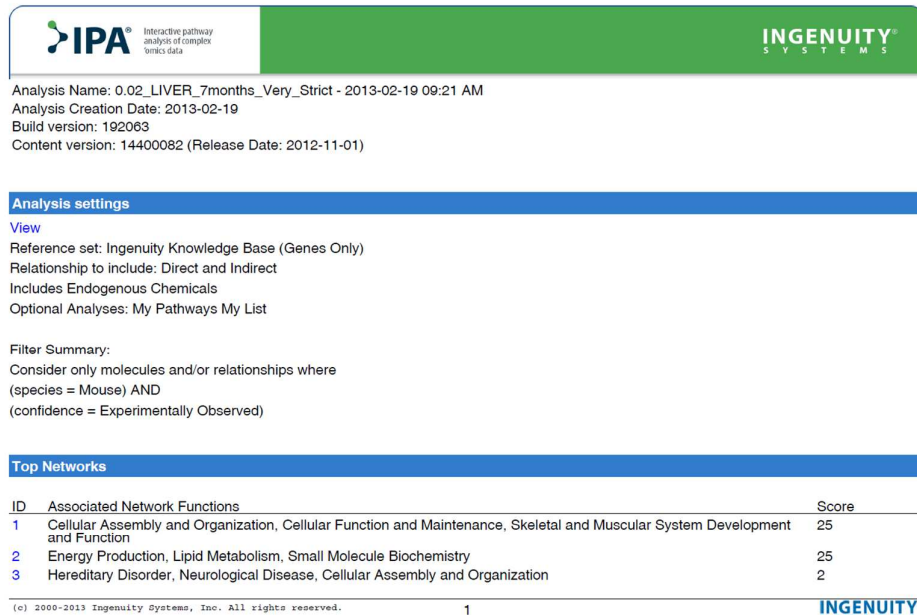 IPA® Interactive pathway
analysis of complex
'omics data
INGENUITY®
SYSTEMS
Analysis Name: 0.02_LIVER_7months_Very_Strict - 2013-02-19 09:21 AM
Analysis Creation Date: 2013-02-19
Build version: 192063
Content version: 14400082 (Release Date: 2012-11-01)
Analysis settings
View
Reference set: Ingenuity Knowledge Base (Genes Only)
Relationship to include: Direct and Indirect
Includes Endogenous Chemicals
Optional Analyses: My Pathways My List
Filter Summary:
Consider only molecules and/or relationships where
(species = Mouse) AND
(confidence = Experimentally Observed)
Top Networks
ID Associated Network Functions Score
1 Cellular Assembly and Organization, Cellular Function and Maintenance, Skeletal and Muscular System Development 25
and Function
2 Energy Production, Lipid Metabolism, Small Molecule Biochemistry 25
3 Hereditary Disorder, Neurological Disease, Cellular Assembly and Organization 2
(c) 2000-2013 Ingenuity Systems, Inc. All rights reserved. 1 INGENUITY